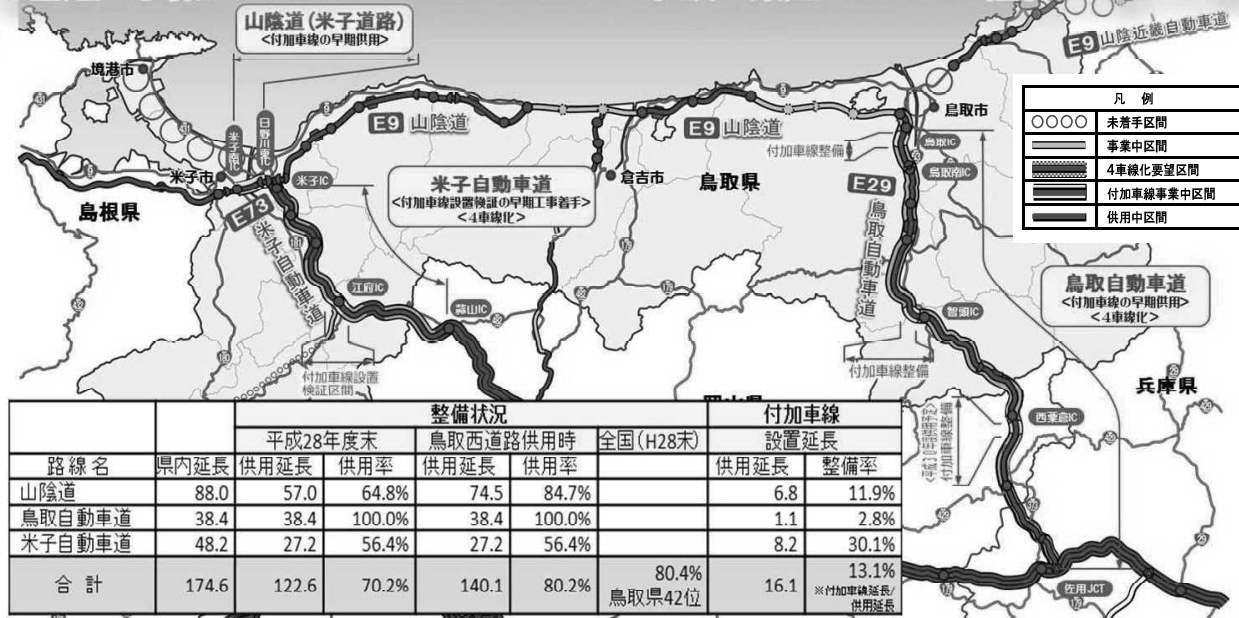 山陰道(米子道路)
<付加車線の早期供用>
E9 山陰近畿自動車道
境港市
米子南IC
日野川東IC
鳥取市
凡 例
未着手区間
事業中区間
4車線化要望区間
付加車線事業中区間
供用中区間
E9 山陰道
E9 山陰道
付加車線整備
鳥取IC
鳥取南IC
米子市
米子IC
米子自動車道
<付加車線設置検証の早期工事着手>
<4車線化>
倉吉市
鳥取県
E29
鳥取自動車道
島根県
E73
米子自動車道
江府IC
蒜山IC
鳥取自動車道
<付加車線の早期供用>
<4車線化>
智頭IC
付加車線設置
検証区間
付加車線整備
兵庫県
西粟倉IC
付加車線整備
佐用JCT
整備状況 付加車線
平成28年度末 鳥取西道路供用時 全国(H28末) 設置延長
路線名 県内延長 供用延長 供用率 供用延長 供用率 供用延長 整備率
山陰道 88.0 57.0 64.8% 74.5 84.7% 6.8 11.9%
鳥取自動車道 38.4 38.4 100.0% 38.4 100.0% 1.1 2.8%
米子自動車道 48.2 27.2 56.4% 27.2 56.4% 8.2 30.1%
合計 174.6 122.6 70.2% 140.1 80.2% 80.4% 16.1 13.1%
鳥取県42位 ※付加車線延長/
供用延長